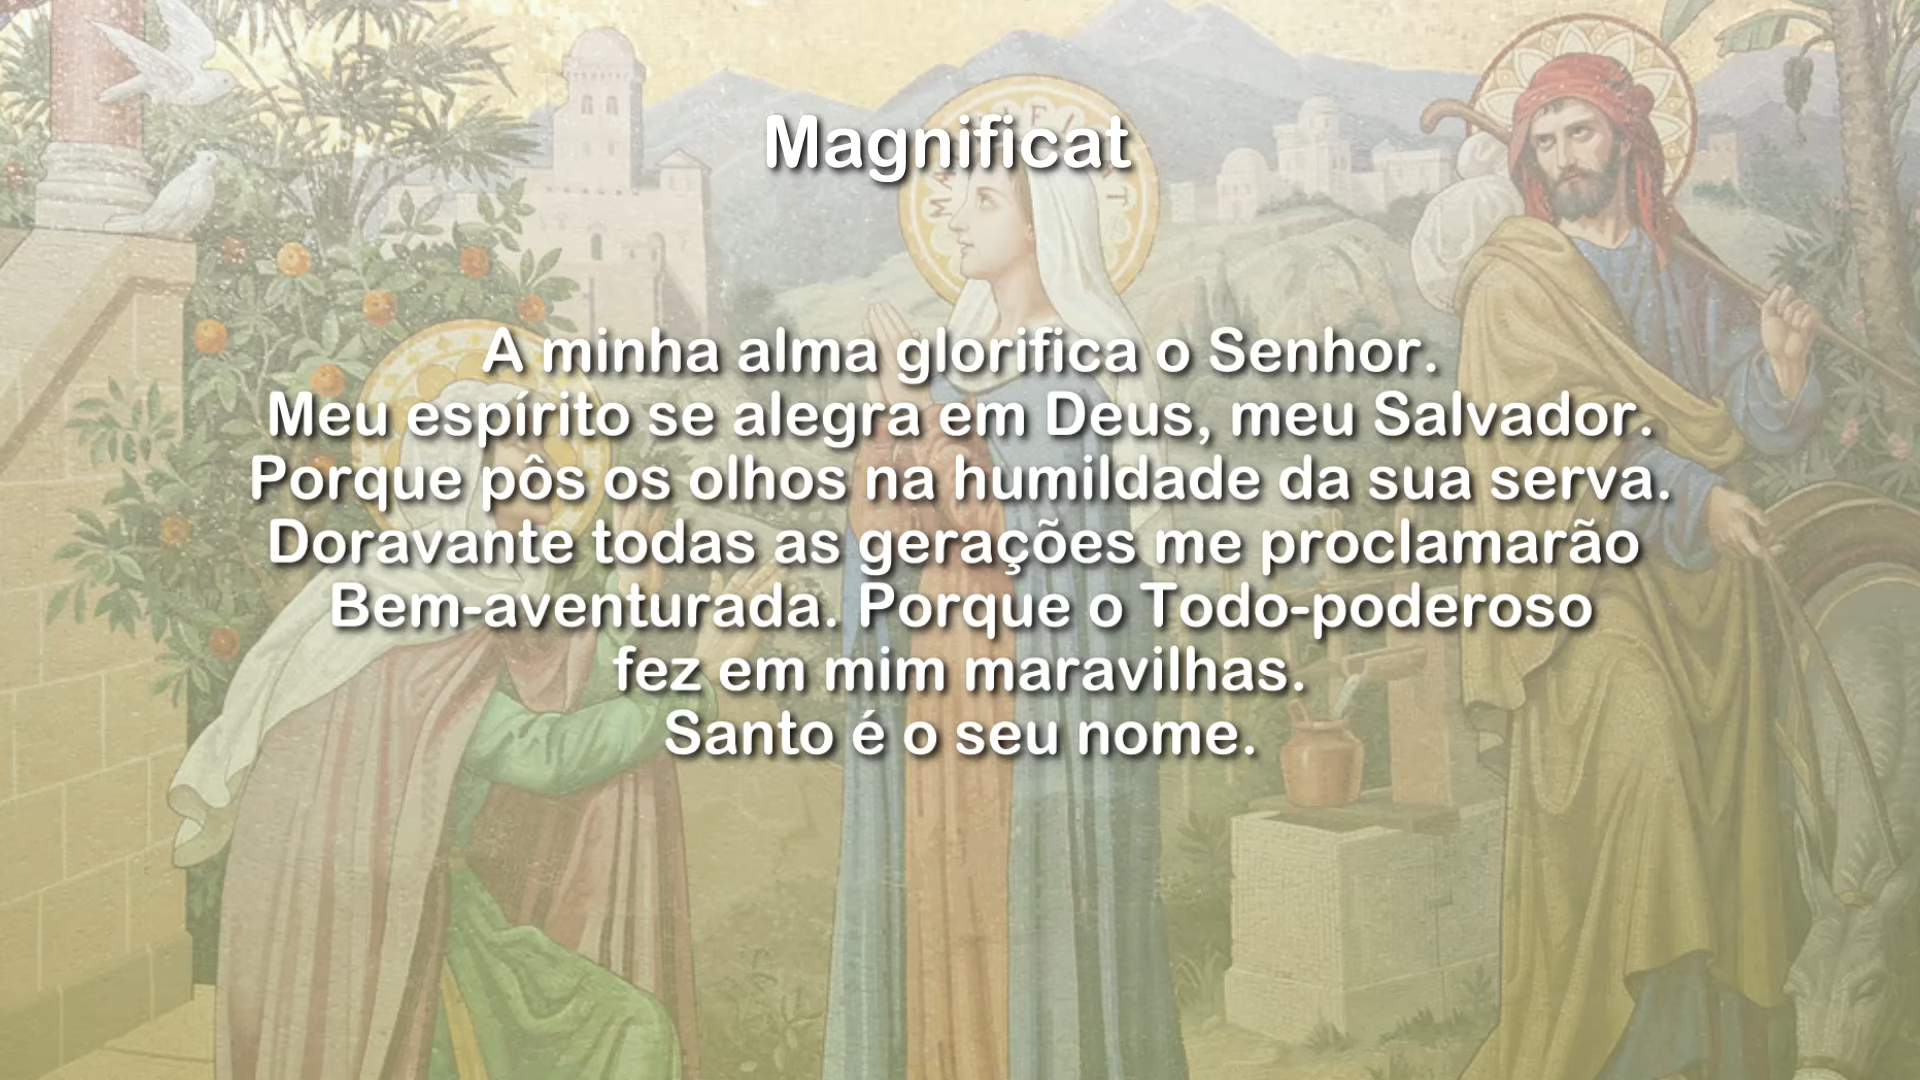 Magnificat
A minha alma glorifica o Senhor.
Meu espírito se alegra em Deus, meu Salvador.
Porque pôs os olhos na humildade da sua serva.
Doravante todas as gerações me proclamarão
Bem-aventurada. Porque o Todo-poderoso
fez em mim maravilhas.
Santo é o seu nome.